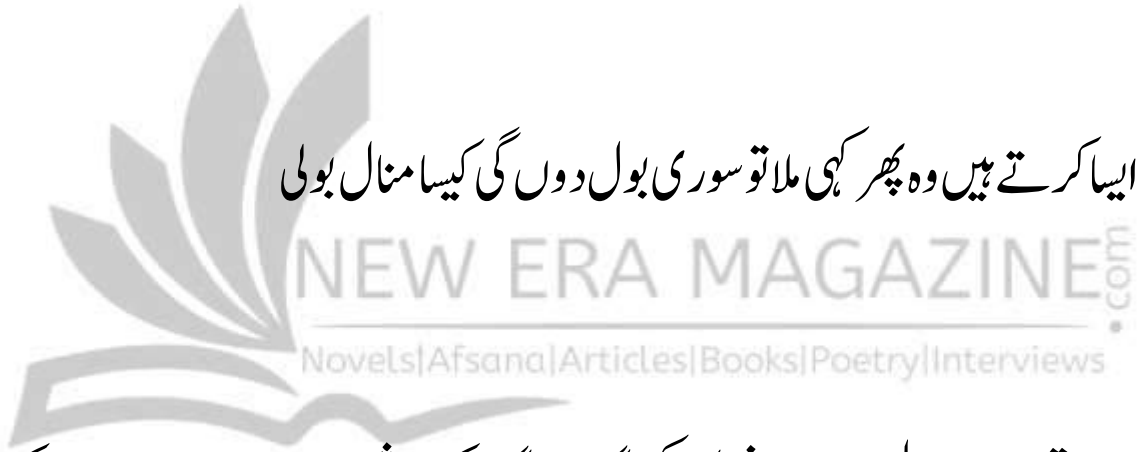 ایسا کرتے ہیں وہ پھر کہی ملا تو سوری بول دوں گی کیسا منال بولی
NEW ERA MAGAZINE.com
Novels|Afsana|Articles|Books|Poetry|Interviews